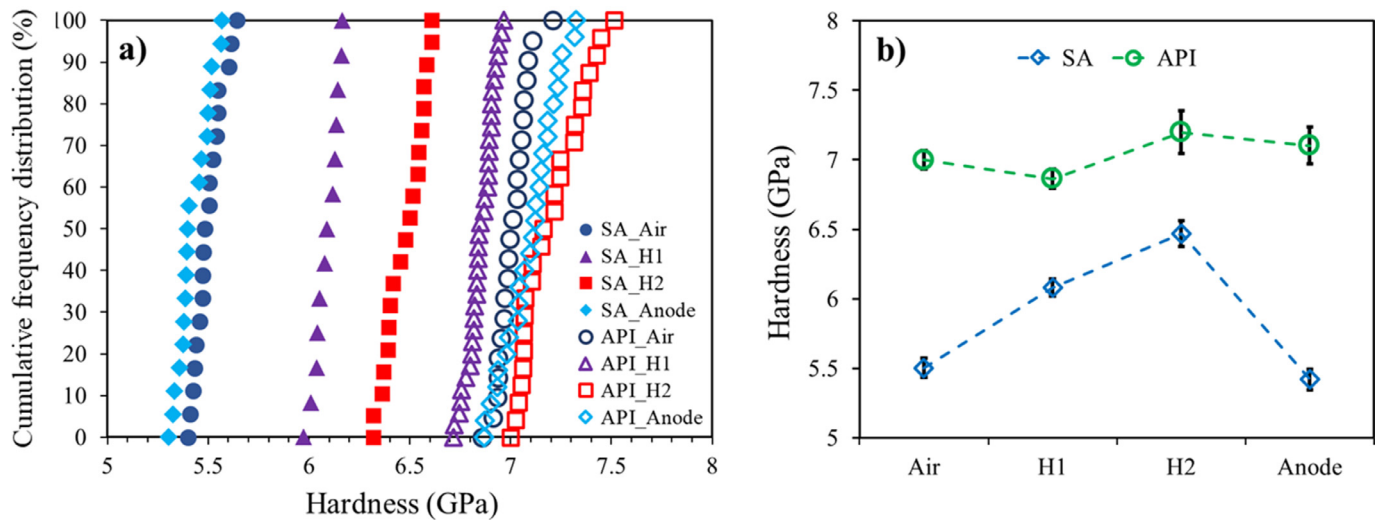 a)
Cumulative frequency distribution (%)
100
90
80
70
60
50
40
30
20
10
0
SA_Air
SA_H1
SA_H2
SA_Anode
API_Air
API_H1
API_H2
API_Anode
5
5.5
6
6.5
7
7.5
8
Hardness (GPa)
b)
SA
API
Hardness (GPa)
8
7.5
7
6.5
6
5.5
5
Air
H1
H2
Anode